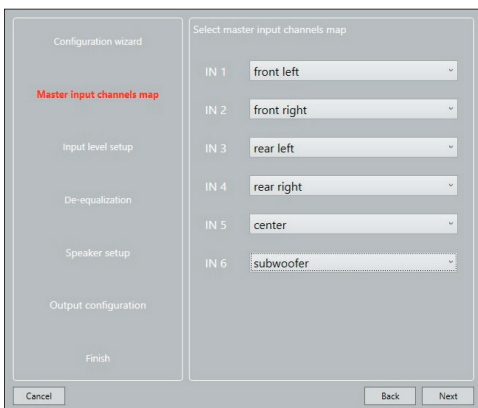 Configuration wizard
Master input channels map
Input level setup
De-equalization
Speaker setup
Output configuration
Finish
Select master input channels map
IN 1 front left
IN 2 front right
IN 3 rear left
IN 4 rear right
IN 5 center
IN 6 subwoofer
Cancel Back Next